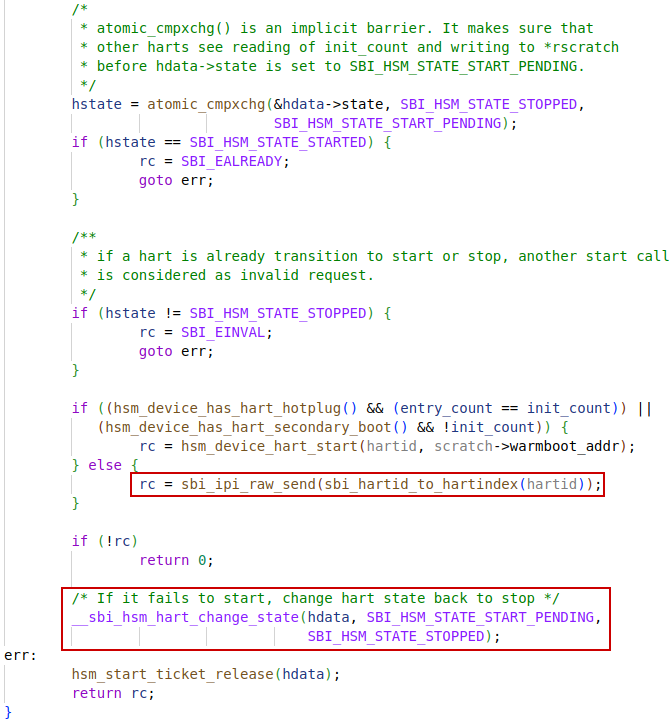 /*
* atomic_cmpxchg() is an implicit barrier. It makes sure that
* other harts see reading of init_count and writing to *rscratch
* before hdata->state is set to SBI_HSM_STATE_START_PENDING.
*/
hstate = atomic_cmpxchg(&hdata->state, SBI_HSM_STATE_STOPPED,
SBI_HSM_STATE_START_PENDING);
if (hstate == SBI_HSM_STATE_STARTED) {
rc = SBI_EALREADY;
goto err;
}
/**
* if a hart is already transition to start or stop, another start call
* is considered as invalid request.
*/
if (hstate != SBI_HSM_STATE_STOPPED) {
rc = SBI_EINVAL;
goto err;
}
if ((hsm_device_has_hart_hotplug() && (entry_count == init_count)) ||
(hsm_device_has_hart_secondary_boot() && !init_count)) {
rc = hsm_device_hart_start(hartid, scratch->warmboot_addr);
} else {
rc = sbi_ipi_raw_send(sbi_hartid_to_hartindex(hartid));
}
if (!rc)
return 0;
/* If it fails to start, change hart state back to stop */
__sbi_hsm_hart_change_state(hdata, SBI_HSM_STATE_START_PENDING,
SBI_HSM_STATE_STOPPED);
err:
hsm_start_ticket_release(hdata);
return rc;
}